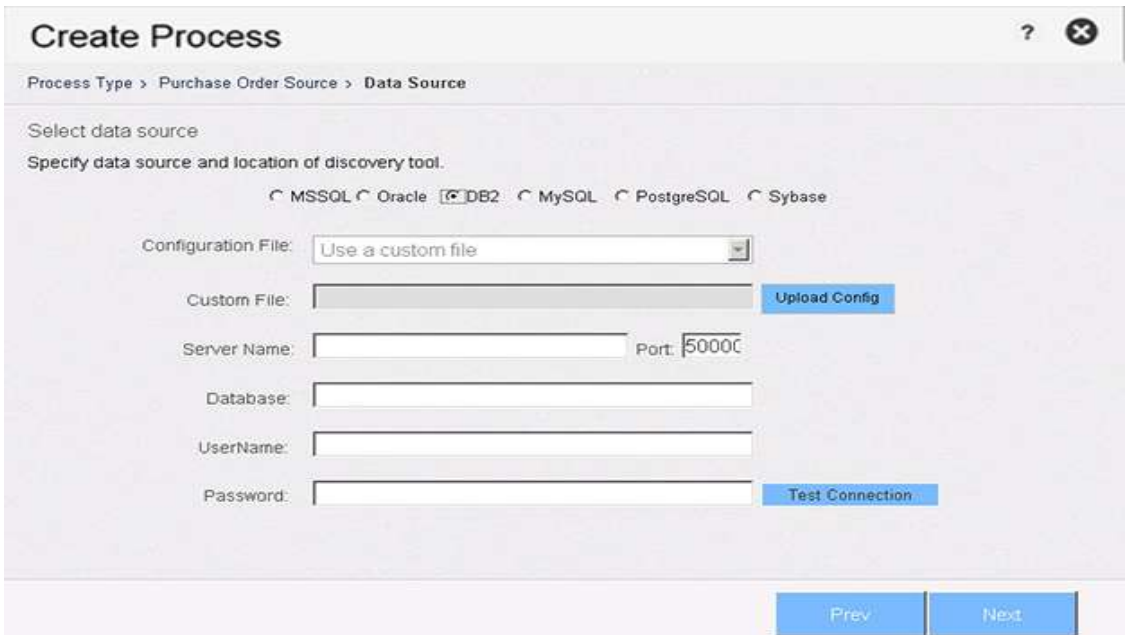 Create Process
?
Process Type > Purchase Order Source > Data Source
Select data source
Specify data source and location of discovery tool.
MSSQL Oracle DB2 MySQL PostgreSQL Sybase
Configuration File: Use a custom file
Custom File: Upload Config
Server Name: Port: 50000
Database:
UserName:
Password: Test Connection
Prev Next